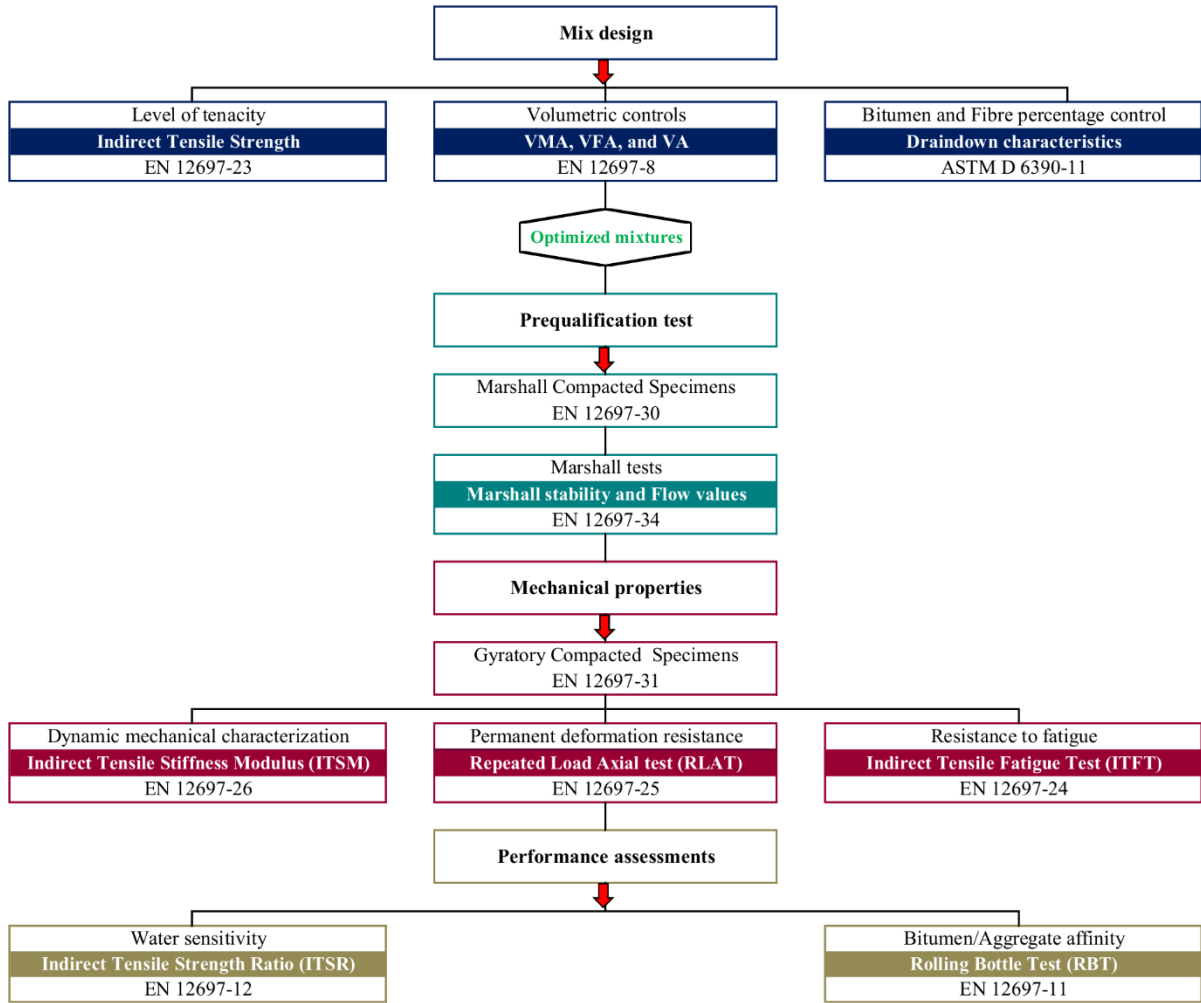 Mix design
Level of tenacity
Indirect Tensile Strength
EN 12697-23
Volumetric controls
VMA, VFA, and VA
EN 12697-8
Bitumen and Fibre percentage control
Draindown characteristics
ASTM D 6390-11
Optimized mixtures
Prequalification test
Marshall Compacted Specimens
EN 12697-30
Marshall tests
Marshall stability and Flow values
EN 12697-34
Mechanical properties
Gyratory Compacted Specimens
EN 12697-31
Dynamic mechanical characterization
Indirect Tensile Stiffness Modulus (ITSM)
EN 12697-26
Permanent deformation resistance
Repeated Load Axial test (RLAT)
EN 12697-25
Resistance to fatigue
Indirect Tensile Fatigue Test (ITFT)
EN 12697-24
Performance assessments
Water sensitivity
Indirect Tensile Strength Ratio (ITSR)
EN 12697-12
Bitumen/Aggregate affinity
Rolling Bottle Test (RBT)
EN 12697-11